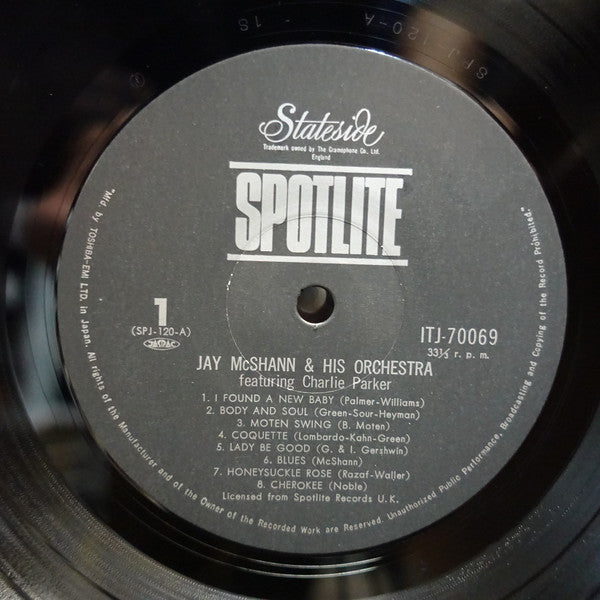 SPJ-120-A · 1S
Stateside
Trademark owned by The Gramophone Co., Ltd.
England
SPOTLITE
1
(SPJ-120-A)
JASRAC
ITJ-70069
33⅓ r. p. m.
JAY McSHANN & HIS ORCHESTRA
featuring Charlie Parker
1. I FOUND A NEW BABY (Palmer-Williams)
2. BODY AND SOUL (Green-Sour-Heyman)
3. MOTEN SWING (B. Moten)
4. COQUETTE (Lombardo-Kahn-Green)
5. LADY BE GOOD (G. & I. Gershwin)
6. BLUES (McShann)
7. HONEYSUCKLE ROSE (Razaf-Waller)
8. CHEROKEE (Noble)
Licensed from Spotlite Records U.K.
"Mfd. by TOSHIBA-EMI LTD. in Japan. All rights of the Manufacturer and of the Owner of the Recorded Work are Reserved. Unauthorized Public Performance, Broadcasting and Copying of the Record Prohibited."